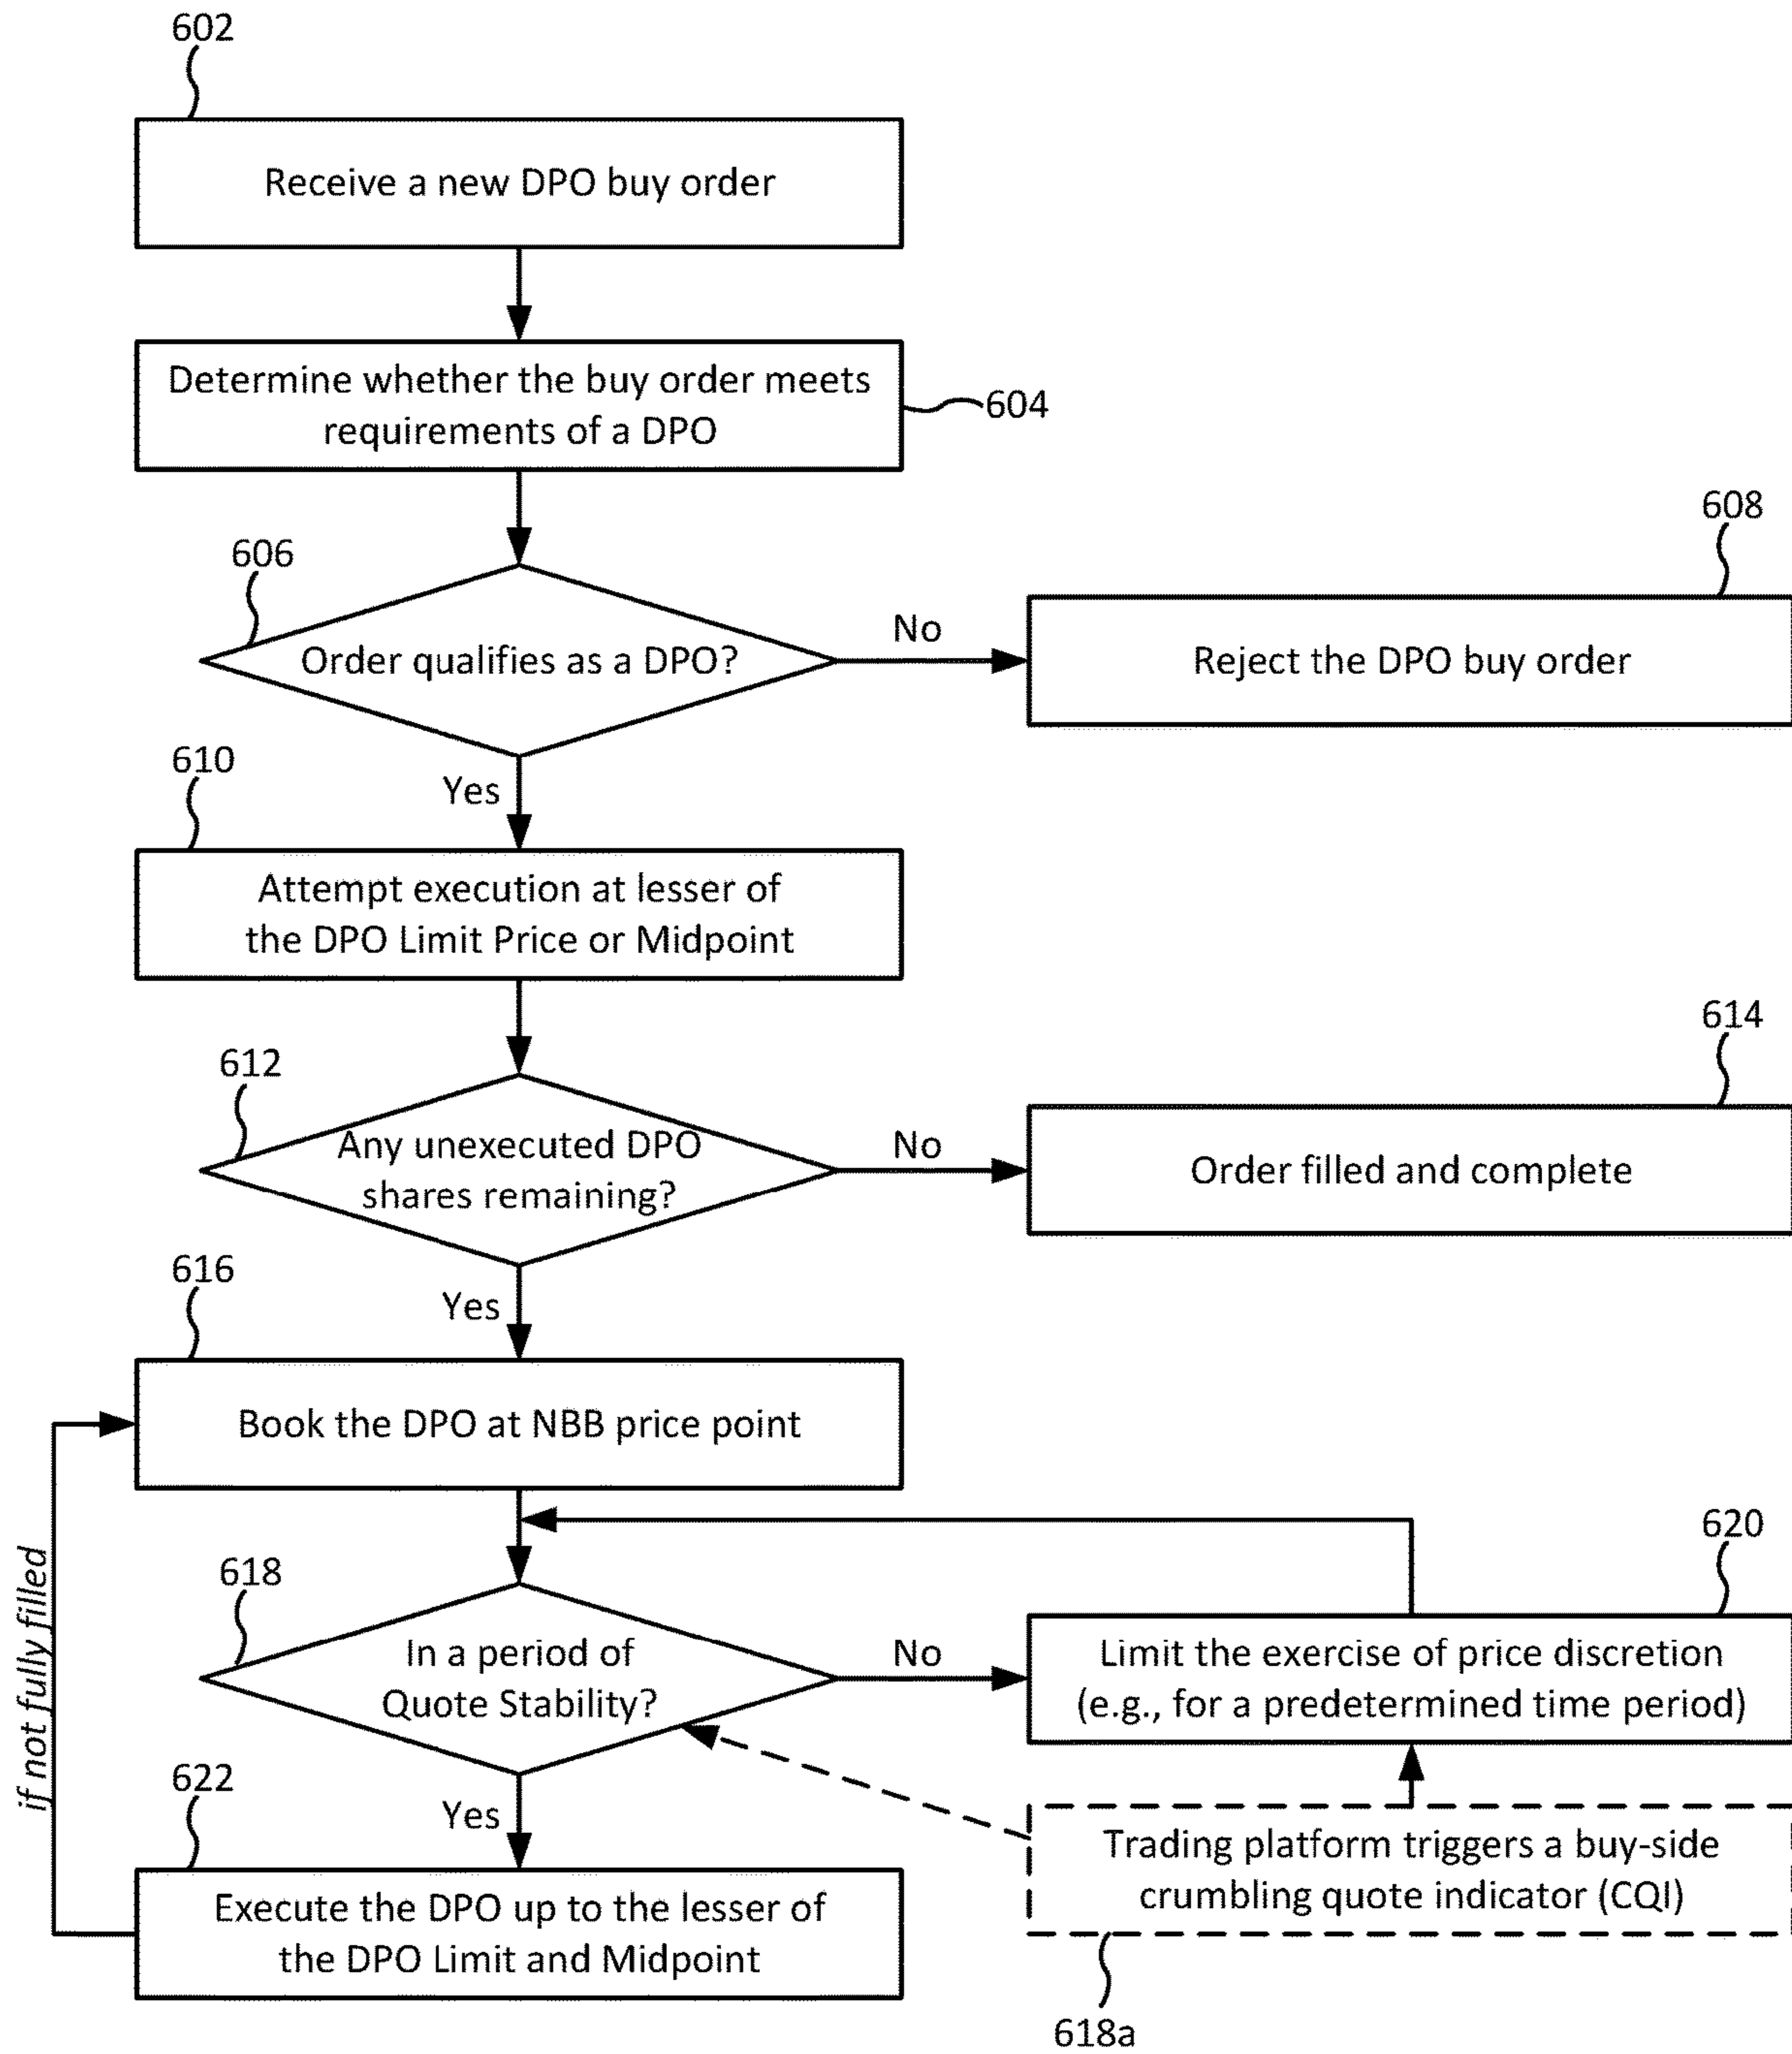 602
Receive a new DPO buy order
Determine whether the buy order meets
requirements of a DPO
604
606
Order qualifies as a DPO?
No
608
Reject the DPO buy order
Yes
610
Attempt execution at lesser of
the DPO Limit Price or Midpoint
612
Any unexecuted DPO
shares remaining?
No
614
Order filled and complete
Yes
616
Book the DPO at NBB price point
618
In a period of
Quote Stability?
No
620
Limit the exercise of price discretion
(e.g., for a predetermined time period)
Trading platform triggers a buy-side
crumbling quote indicator (CQI)
618a
Yes
622
Execute the DPO up to the lesser of
the DPO Limit and Midpoint
if not fully filled